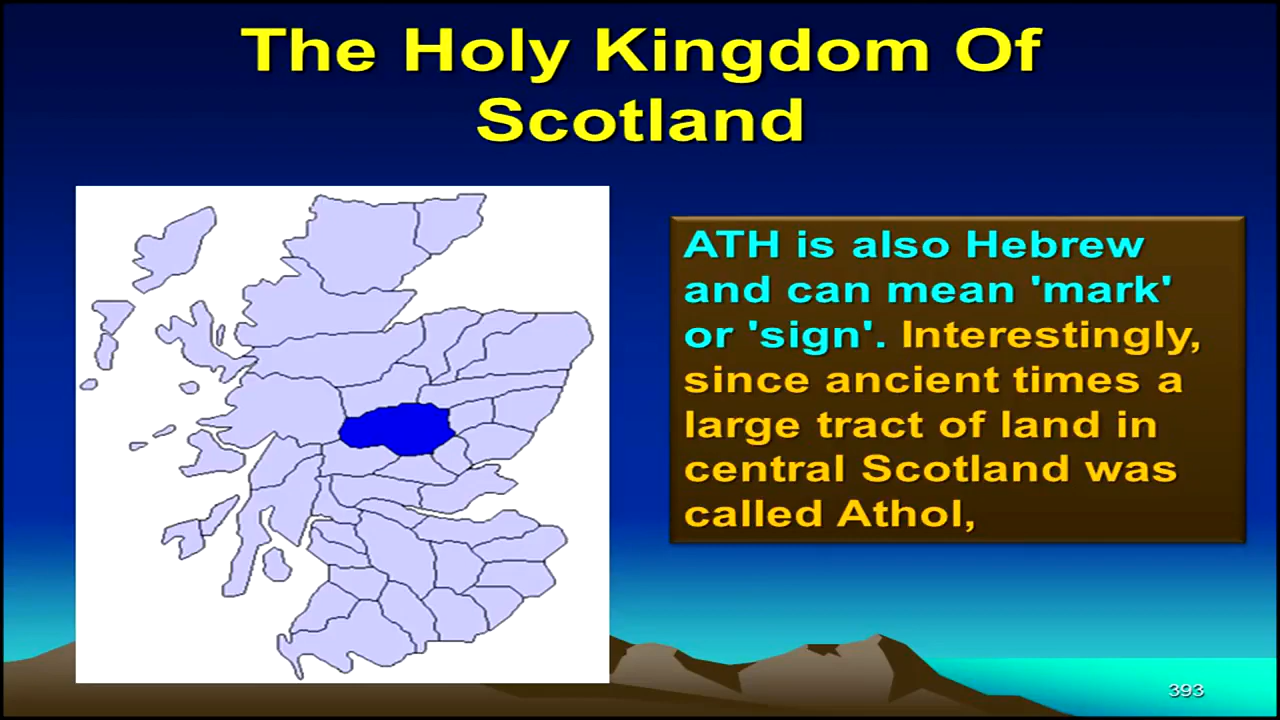 The Holy Kingdom Of
Scotland
ATH is also Hebrew
and can mean 'mark'
or 'sign'. Interestingly,
since ancient times a
large tract of land in
central Scotland was
called Athol,
393